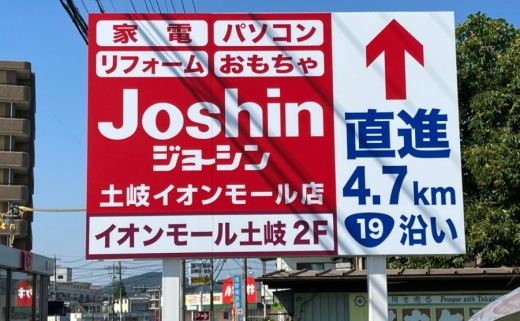 家電 パソコン
リフォーム おもちゃ
Joshin
ジョーシン
土岐イオンモール店
イオンモール土岐 2F
直進
4.7km
19 沿い